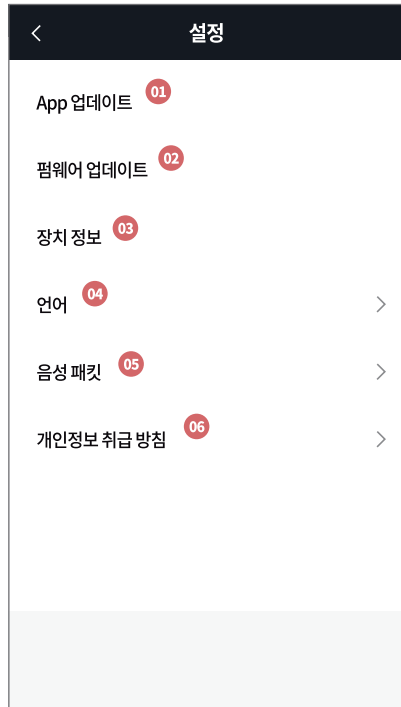 설정
App 업데이트 01
펌웨어 업데이트 02
장치 정보 03
언어 04
음성 패킷 05
개인정보 취급 방침 06